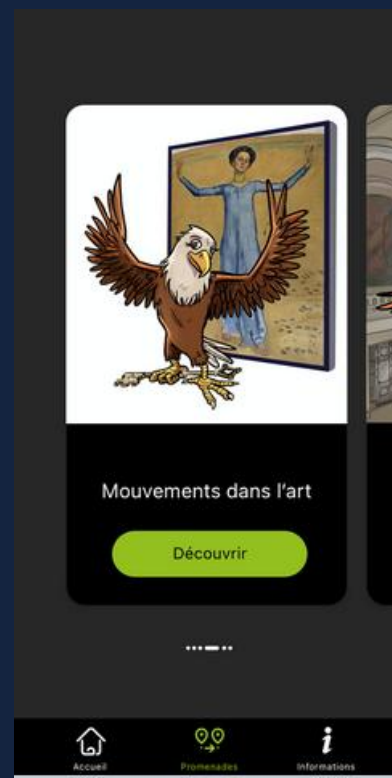 Mouvements dans l'art
Découvrir
Accueil
Promenades
Informations